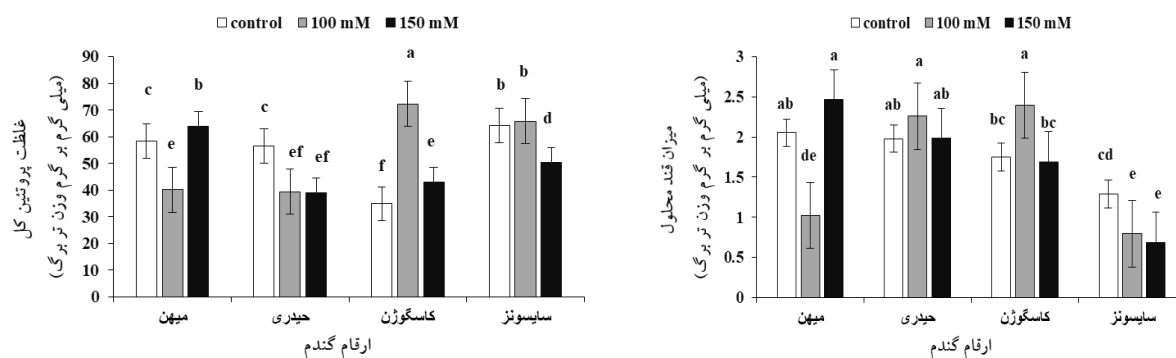 control 100 mM 150 mM
غلظت پروتئین کل
(میلی گرم بر گرم وزن تر برگ)
90
80
70
60
50
40
30
20
10
0
c e b
c ef ef
f a e
b b d
میهن حیدری کاسگوژن سایسونز
ارقام گندم
control 100 mM 150 mM
میزان قند محلول
(میلی گرم بر گرم وزن تر برگ)
3
2.5
2
1.5
1
0.5
0
ab de a
ab a ab
bc a bc
cd e e
میهن حیدری کاسگوژن سایسونز
ارقام گندم